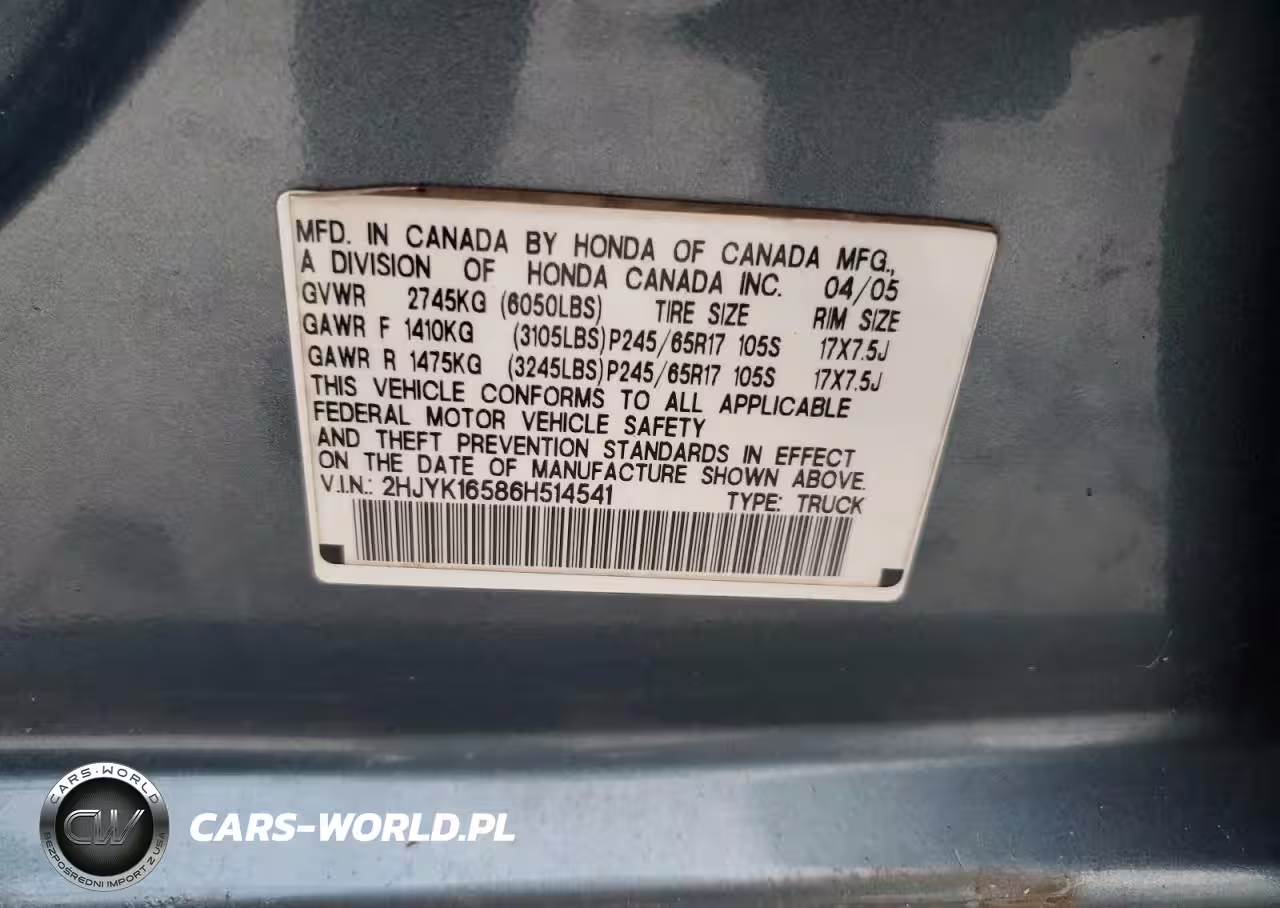 MFD. IN CANADA BY HONDA OF CANADA MFG.,
A DIVISION OF HONDA CANADA INC. 04/05
GVWR 2745KG (6050LBS) TIRE SIZE RIM SIZE
GAWR F 1410KG (3105LBS) P245/65R17 105S 17X7.5J
GAWR R 1475KG (3245LBS) P245/65R17 105S 17X7.5J
THIS VEHICLE CONFORMS TO ALL APPLICABLE
FEDERAL MOTOR VEHICLE SAFETY
AND THEFT PREVENTION STANDARDS IN EFFECT
ON THE DATE OF MANUFACTURE SHOWN ABOVE.
V.I.N.: 2HJYK16586H514541 TYPE: TRUCK
CARS-WORLD
CW
BEZPOŚREDNI IMPORT Z USA
CARS-WORLD.PL